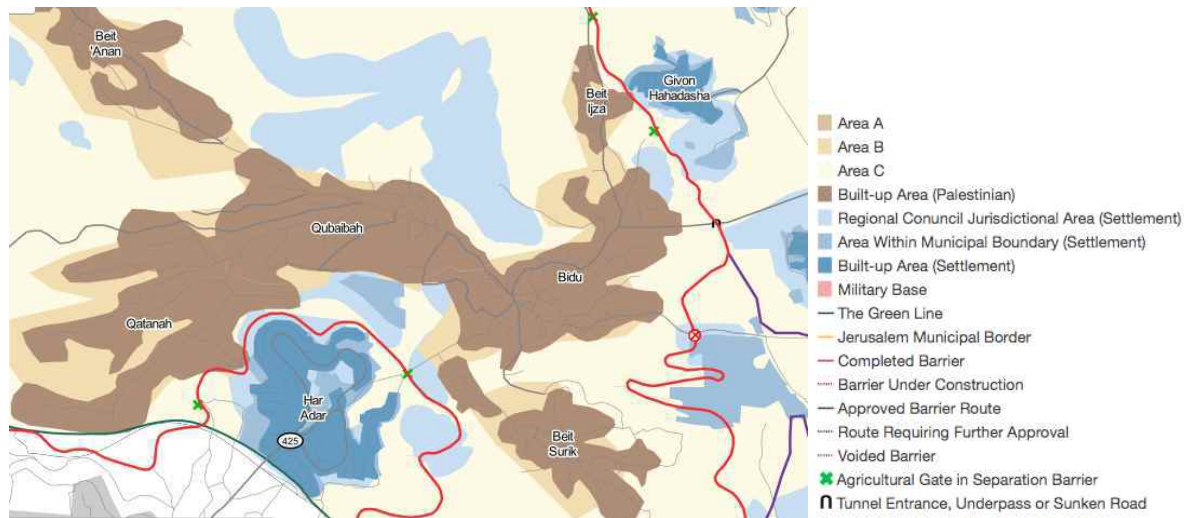 Beit
'Anan
Beit
Ijza
Givon
Hahadasha
Qubaibah
Bidu
Qatanah
Har
Adar
425
Beit
Surik
Area A
Area B
Area C
Built-up Area (Palestinian)
Regional Council Jurisdictional Area (Settlement)
Area Within Municipal Boundary (Settlement)
Built-up Area (Settlement)
Military Base
The Green Line
Jerusalem Municipal Border
Completed Barrier
Barrier Under Construction
Approved Barrier Route
Route Requiring Further Approval
Voided Barrier
Agricultural Gate in Separation Barrier
Tunnel Entrance, Underpass or Sunken Road